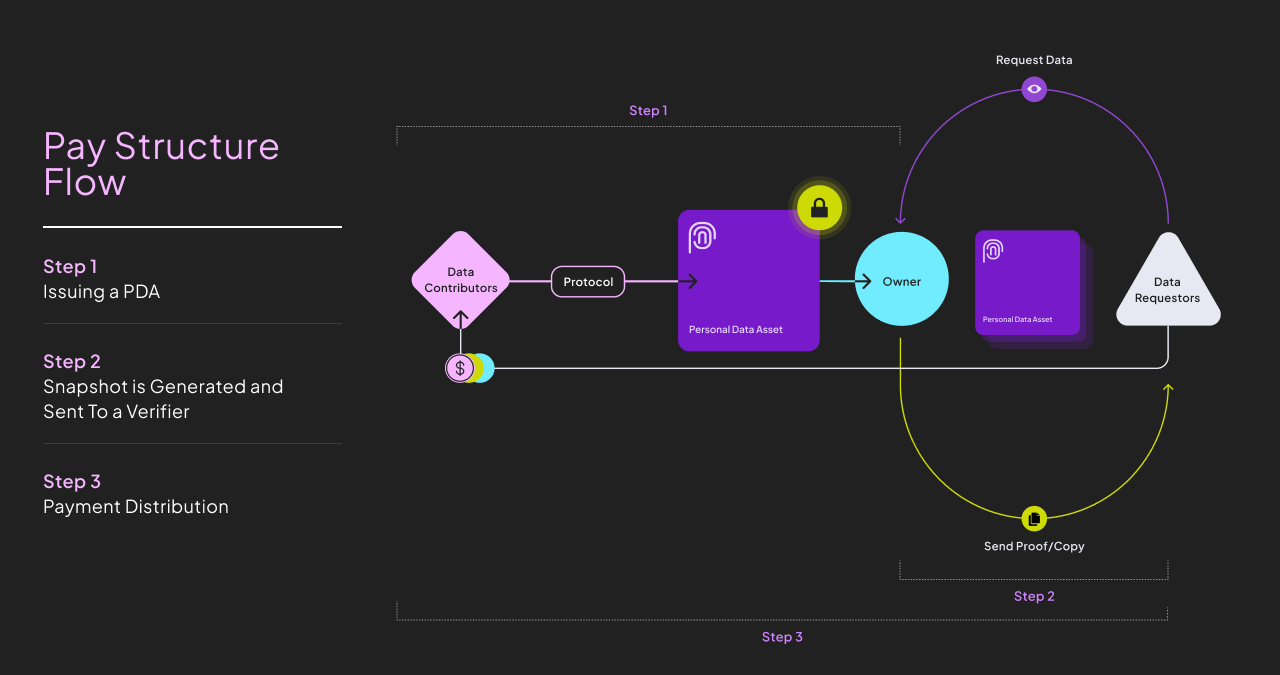 Pay Structure
Flow
Step 1
Issuing a PDA
Step 2
Snapshot is Generated and
Sent To a Verifier
Step 3
Payment Distribution
Request Data
Step 1
Data
Contributors
Protocol
Personal Data Asset
Owner
Personal Data Asset
Data
Requestors
$
Send Proof/Copy
Step 2
Step 3